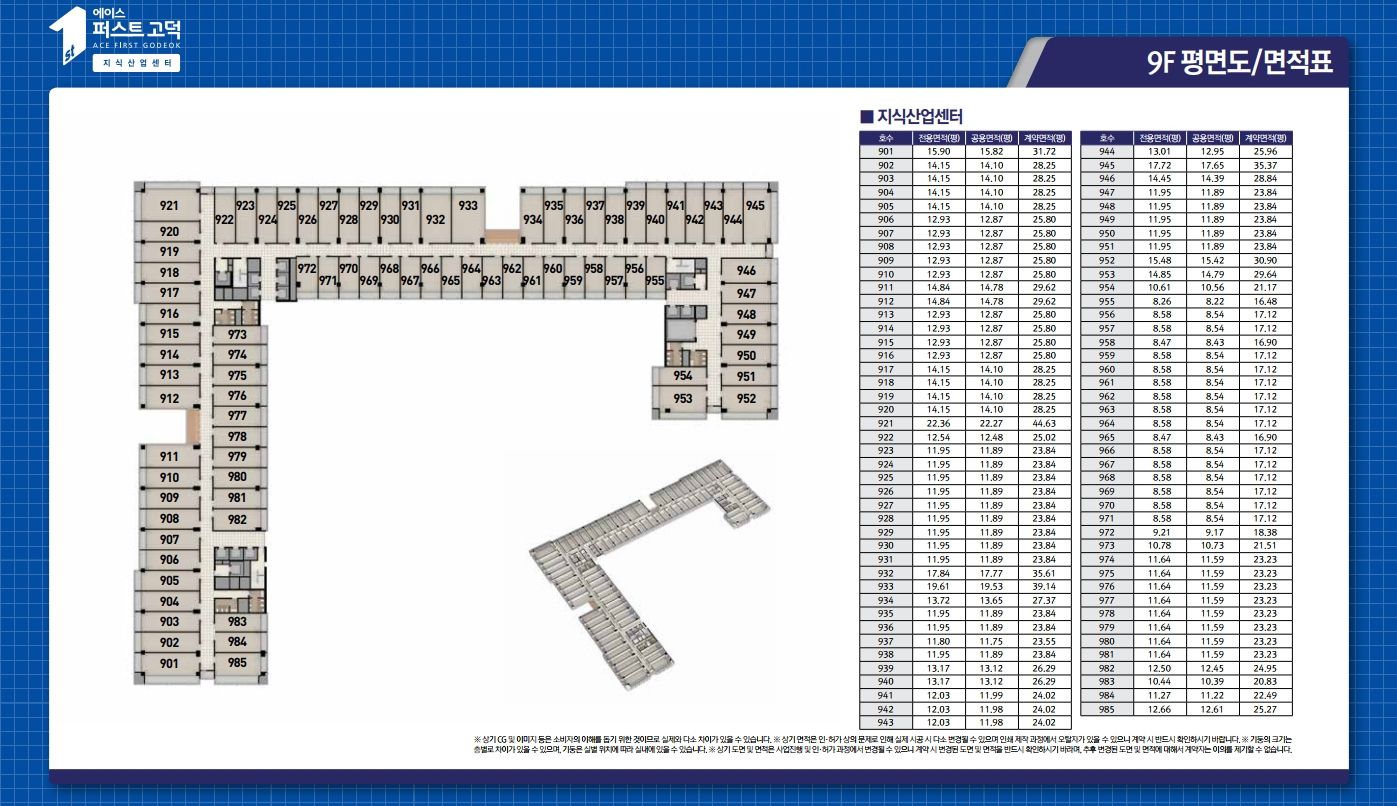 에이스
퍼스트 고덕
ACE FIRST GODEOK
지식산업센터
1st
9F 평면도/면적표
■ 지식산업센터
호수 전용면적(평) 공용면적(평) 계약면적(평)
901 15.90 15.82 31.72
902 14.15 14.10 28.25
903 14.15 14.10 28.25
904 14.15 14.10 28.25
905 14.15 14.10 28.25
906 12.93 12.87 25.80
907 12.93 12.87 25.80
908 12.93 12.87 25.80
909 12.93 12.87 25.80
910 12.93 12.87 25.80
911 14.84 14.78 29.62
912 14.84 14.78 29.62
913 12.93 12.87 25.80
914 12.93 12.87 25.80
915 12.93 12.87 25.80
916 12.93 12.87 25.80
917 14.15 14.10 28.25
918 14.15 14.10 28.25
919 14.15 14.10 28.25
920 14.15 14.10 28.25
921 22.36 22.27 44.63
922 12.54 12.48 25.02
923 11.95 11.89 23.84
924 11.95 11.89 23.84
925 11.95 11.89 23.84
926 11.95 11.89 23.84
927 11.95 11.89 23.84
928 11.95 11.89 23.84
929 11.95 11.89 23.84
930 11.95 11.89 23.84
931 11.95 11.89 23.84
932 17.84 17.77 35.61
933 19.61 19.53 39.14
934 13.72 13.65 27.37
935 11.95 11.89 23.84
936 11.95 11.89 23.84
937 11.80 11.75 23.55
938 11.95 11.89 23.84
939 13.17 13.12 26.29
940 13.17 13.12 26.29
941 12.03 11.99 24.02
942 12.03 11.98 24.02
943 12.03 11.98 24.02
호수 전용면적(평) 공용면적(평) 계약면적(평)
944 13.01 12.95 25.96
945 17.72 17.65 35.37
946 14.45 14.39 28.84
947 11.95 11.89 23.84
948 11.95 11.89 23.84
949 11.95 11.89 23.84
950 11.95 11.89 23.84
951 11.95 11.89 23.84
952 15.48 15.42 30.90
953 14.85 14.79 29.64
954 10.61 10.56 21.17
955 8.26 8.22 16.48
956 8.58 8.54 17.12
957 8.58 8.54 17.12
958 8.47 8.43 16.90
959 8.58 8.54 17.12
960 8.58 8.54 17.12
961 8.58 8.54 17.12
962 8.58 8.54 17.12
963 8.58 8.54 17.12
964 8.58 8.54 17.12
965 8.47 8.43 16.90
966 8.58 8.54 17.12
967 8.58 8.54 17.12
968 8.58 8.54 17.12
969 8.58 8.54 17.12
970 8.58 8.54 17.12
971 8.58 8.54 17.12
972 9.21 9.17 18.38
973 10.78 10.73 21.51
974 11.64 11.59 23.23
975 11.64 11.59 23.23
976 11.64 11.59 23.23
977 11.64 11.59 23.23
978 11.64 11.59 23.23
979 11.64 11.59 23.23
980 11.64 11.59 23.23
981 11.64 11.59 23.23
982 12.50 12.45 24.95
983 10.44 10.39 20.83
984 11.27 11.22 22.49
985 12.66 12.61 25.27
921
920
919
918
917
916
915
914
913
912
911
910
909
908
907
906
905
904
903
902
901
922 923 924 925 926 927 928 929 930 931 932 933
934 935 936 937 938 939 940 941 942 943 944 945
972 971 970 969 968 967 966 965 964 963 962 961 960 959 958 957 956 955
946
947
948
949
950
951
952
954
953
973
974
975
976
977
978
979
980
981
982
983
984
985
※ 상기 CG 및 이미지 등은 소비자의 이해를 돕기 위한 것이므로 실제와 다소 차이가 있을 수 있습니다. ※ 상기 면적은 인·허가 상의 문제로 인해 실제 시공 시 다소 변경될 수 있으며 인쇄 제작 과정에서 오탈자가 있을 수 있으니 계약 시 반드시 확인하시기 바랍니다. ※ 기둥의 크기는
층별로 차이가 있을 수 있으며, 기둥은 실별 위치에 따라 실내에 있을 수 있습니다. ※ 상기 도면 및 면적은 사업진행 및 인·허가 과정에서 변경될 수 있으니 계약 시 변경된 도면 및 면적을 반드시 확인하시기 바라며, 추후 변경된 도면 및 면적에 대해서 계약자는 이의를 제기할 수 없습니다.